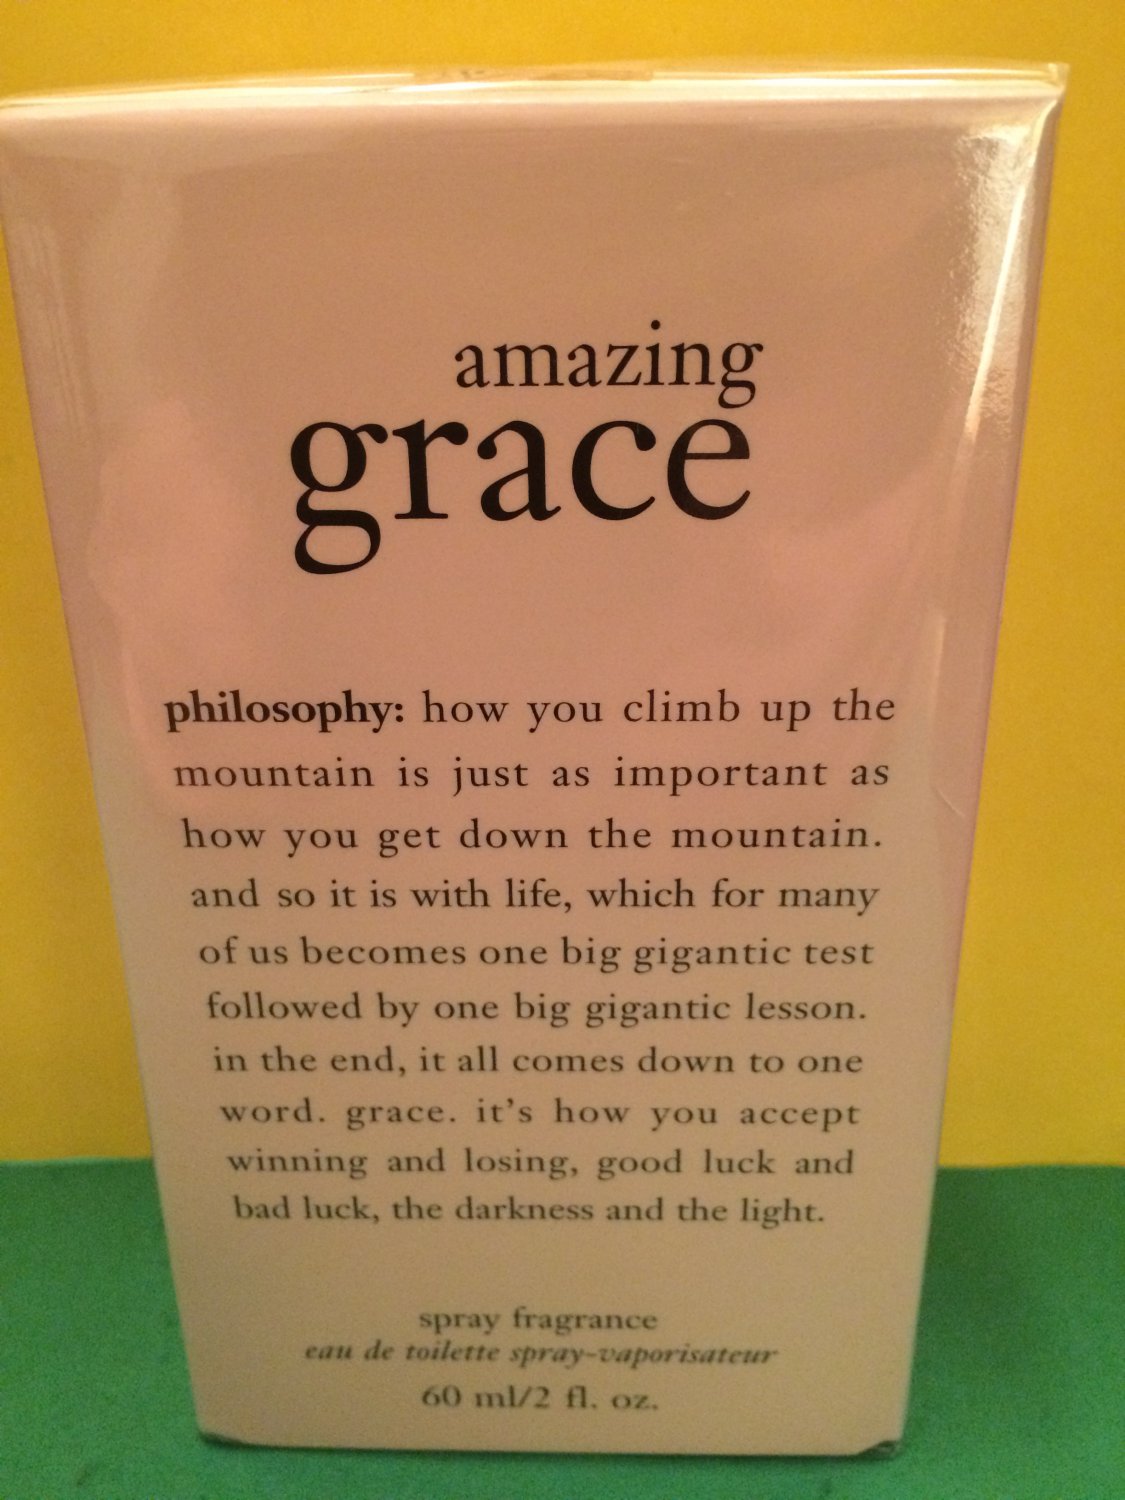 amazing
grace
philosophy: how you climb up the
mountain is just as important as
how you get down the mountain.
and so it is with life, which for many
of us becomes one big gigantic test
followed by one big gigantic lesson.
in the end, it all comes down to one
word. grace. it's how you accept
winning and losing, good luck and
bad luck, the darkness and the light.
spray fragrance
eau de toilette spray-vaporisateur
60 ml/2 fl. oz.